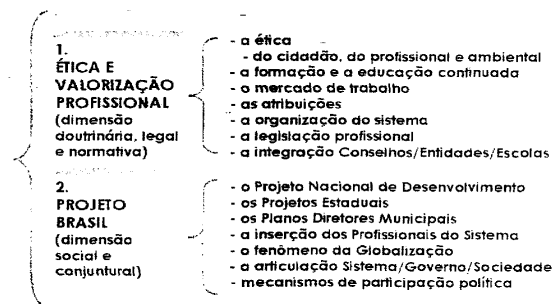 1.
ÉTICA E
VALORIZAÇÃO
PROFISSIONAL
(dimensão
doutrinária, legal
e normativa)
- a ética
- do cidadão, do profissional e ambiental
- a formação e a educação continuada
- o mercado de trabalho
- as atribuições
- a organização do sistema
- a legislação profissional
- a integração Conselhos/Entidades/Escolas
2.
PROJETO
BRASIL
(dimensão
social e
conjuntural)
- o Projeto Nacional de Desenvolvimento
- os Projetos Estaduais
- os Planos Diretores Municipais
- a inserção dos Profissionais do Sistema
- o fenômeno da Globalização
- a articulação Sistema/Governo/Sociedade
- mecanismos de participação política